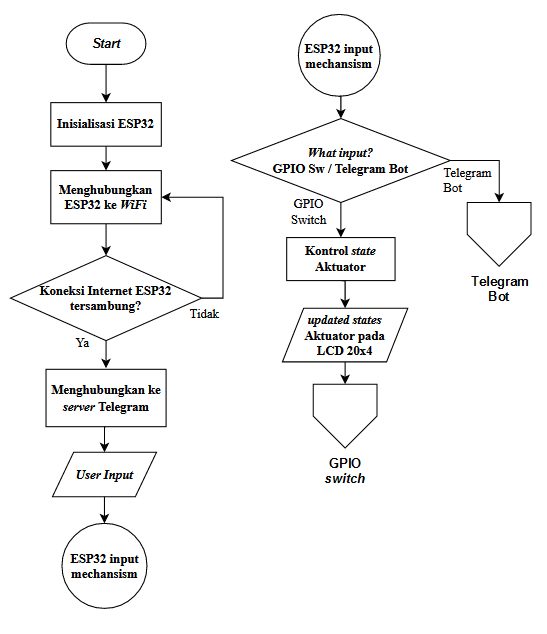 Start
Inisialisasi ESP32
Menghubungkan
ESP32 ke WiFi
Koneksi Internet ESP32
tersambung?
Tidak
Ya
Menghubungkan ke
server Telegram
User Input
ESP32 input
mechansism
ESP32 input
mechansism
What input?
GPIO Sw / Telegram Bot
Telegram
Bot
GPIO
Switch
Kontrol state
Aktuator
Telegram
Bot
updated states
Aktuator pada
LCD 20x4
GPIO
switch